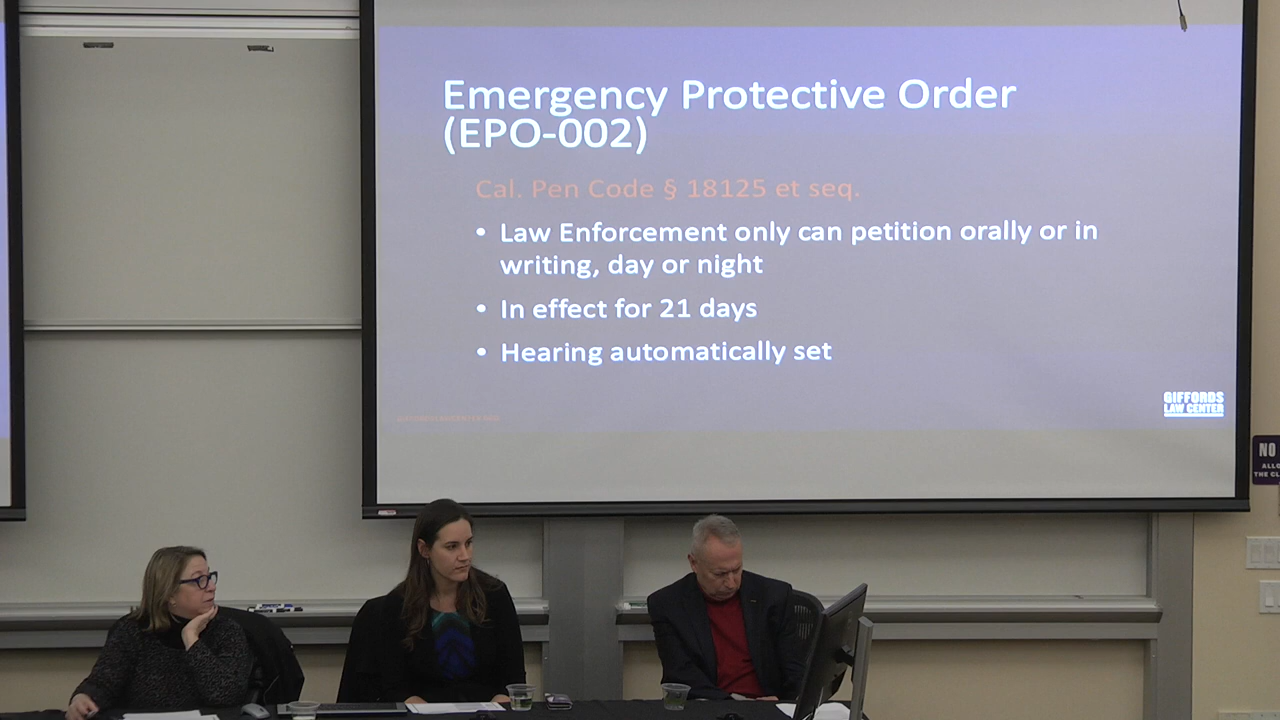 Emergency Protective Order
(EPO-002)
Cal. Pen Code § 18125 et seq.
• Law Enforcement only can petition orally or in
writing, day or night
• In effect for 21 days
• Hearing automatically set
GIFFORDS
LAW CENTER
NO